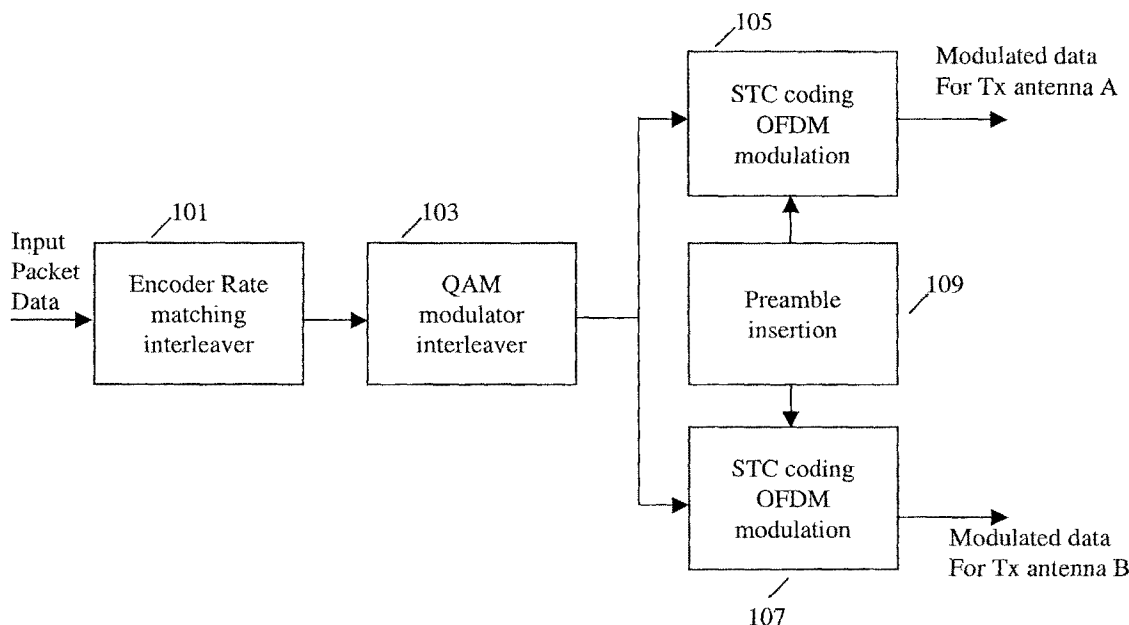 105
STC coding
OFDM
modulation
Modulated data
For Tx antenna A
101
103
Input
Packet
Data
Encoder Rate
matching
interleaver
QAM
modulator
interleaver
Preamble
insertion
109
STC coding
OFDM
modulation
Modulated data
For Tx antenna B
107